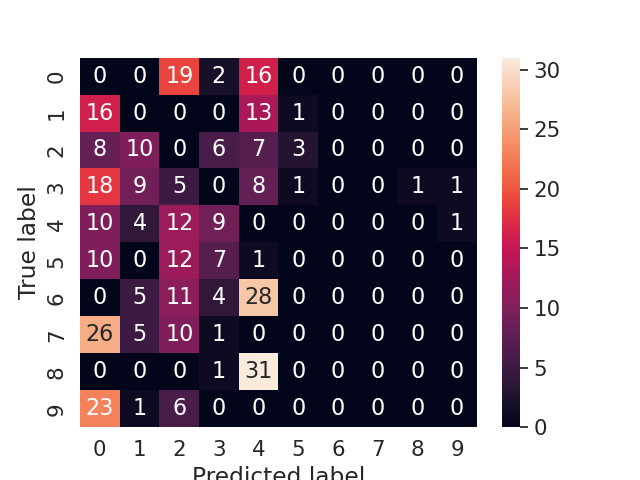 0 0 0 19 2 16 0 0 0 0 0
1 16 0 0 0 13 1 0 0 0 0
2 8 10 0 6 7 3 0 0 0 0
3 18 9 5 0 8 1 0 0 1 1
4 10 4 12 9 0 0 0 0 0 1
5 10 0 12 7 1 0 0 0 0 0
6 0 5 11 4 28 0 0 0 0 0
7 26 5 10 1 0 0 0 0 0 0
8 0 0 0 1 31 0 0 0 0 0
9 23 1 6 0 0 0 0 0 0 0
0 1 2 3 4 5 6 7 8 9
True label
Predicted label
30
25
20
15
10
5
0